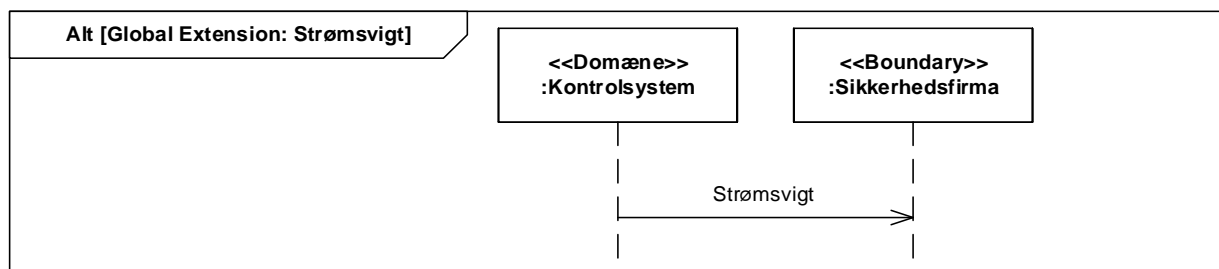 Alt [Global Extension: Strømsvigt]
<<Domæne>>
:Kontrolsystem
<<Boundary>>
:Sikkerhedsfirma
Strømsvigt